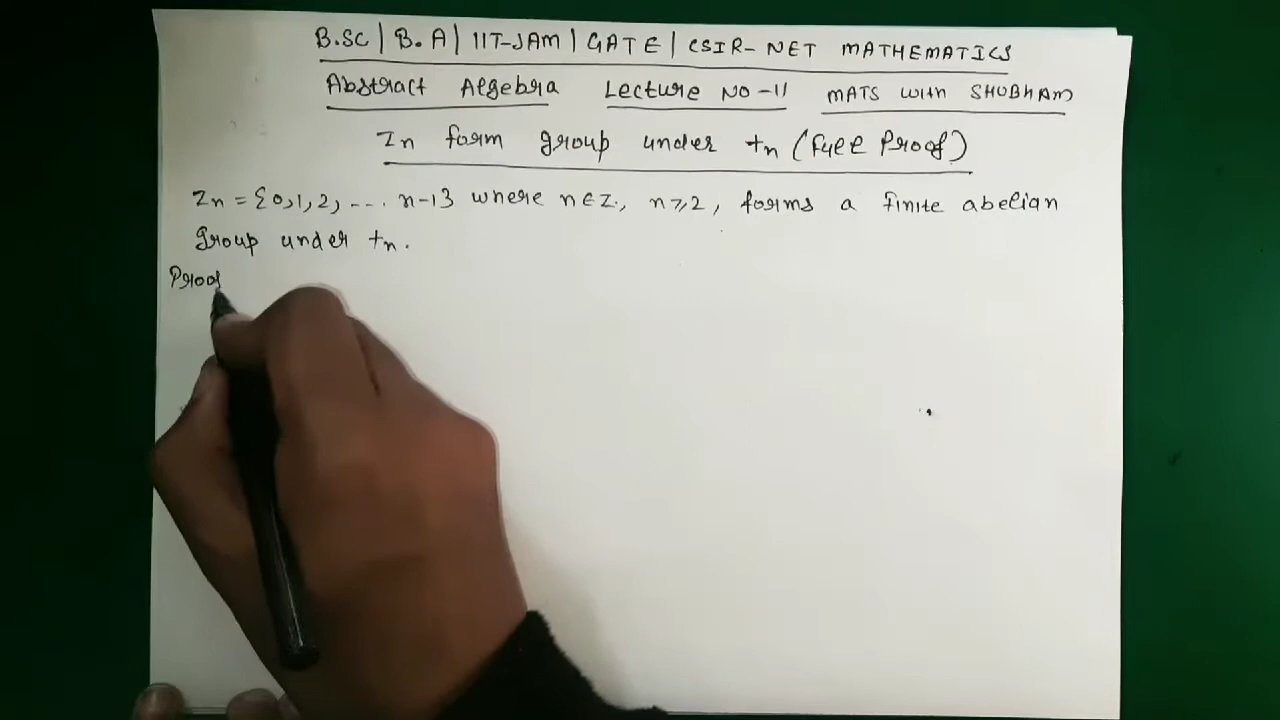 B.SC | B.A | IIT-JAM | GATE | CSIR-NET MATHEMATICS
Abstract Algebra Lecture No-11 MATS with SHUBHAM
Zn form group under +n (Full Proof)
Zn = {0,1,2, ... n-1} where n∈Z, n≥2, forms a finite abelian
group under +n.
Proof